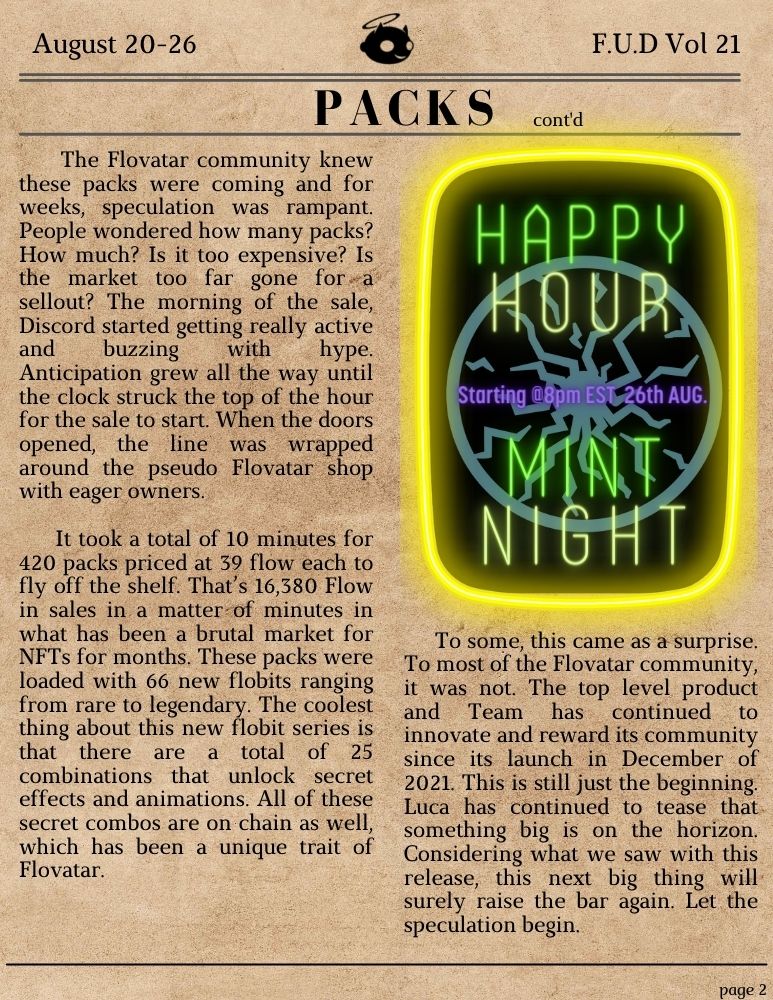 August 20-26
F.U.D Vol 21
PACKS cont'd
The Flovatar community knew
these packs were coming and for
weeks, speculation was rampant.
People wondered how many packs?
How much? Is it too expensive? Is
the market too far gone for a
sellout? The morning of the sale,
Discord started getting really active
and buzzing with hype.
Anticipation grew all the way until
the clock struck the top of the hour
for the sale to start. When the doors
opened, the line was wrapped
around the pseudo Flovatar shop
with eager owners.
It took a total of 10 minutes for
420 packs priced at 39 flow each to
fly off the shelf. That's 16,380 Flow
in sales in a matter of minutes in
what has been a brutal market for
NFTs for months. These packs were
loaded with 66 new flobits ranging
from rare to legendary. The coolest
thing about this new flobit series is
that there are a total of 25
combinations that unlock secret
effects and animations. All of these
secret combos are on chain as well,
which has been a unique trait of
Flovatar.
HAPPY
HOUR
Starting @8pm EST, 26th AUG.
MINT
NIGHT
To some, this came as a surprise.
To most of the Flovatar community,
it was not. The top level product
and Team has continued to
innovate and reward its community
since its launch in December of
2021. This is still just the beginning.
Luca has continued to tease that
something big is on the horizon.
Considering what we saw with this
release, this next big thing will
surely raise the bar again. Let the
speculation begin.
page 2